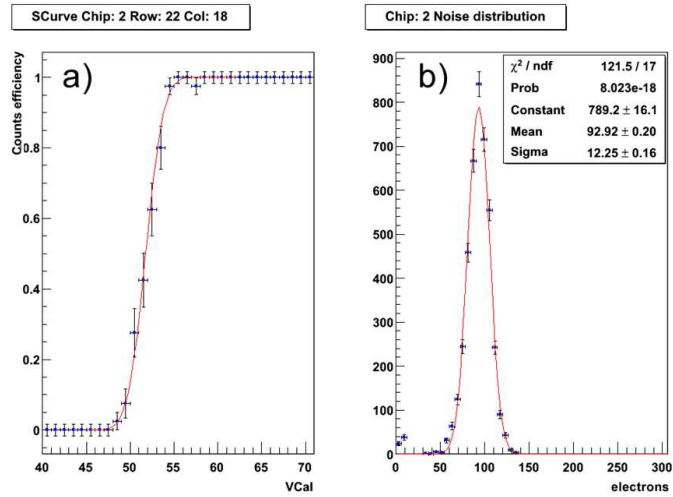 SCurve Chip: 2 Row: 22 Col: 18
Chip: 2 Noise distribution
Counts efficiency
a)
1
0.8
0.6
0.4
0.2
0
40 45 50 55 60 65 70
VCal
b)
χ² / ndf 121.5 / 17
Prob 8.023e-18
Constant 789.2 ± 16.1
Mean 92.92 ± 0.20
Sigma 12.25 ± 0.16
900
800
700
600
500
400
300
200
100
0
0 50 100 150 200 250 300
electrons